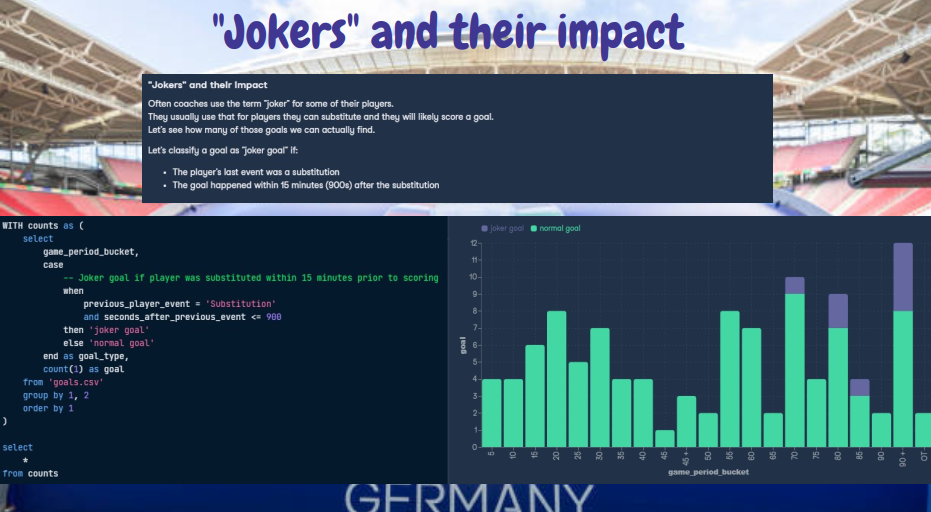 "Jokers" and their impact
"Jokers" and their Impact
Often coaches use the term "joker" for some of their players.
They usually use that for players they can substitute and they will likely score a goal.
Let's see how many of those goals we can actually find.
Let's classify a goal as "joker goal" if:
• The player's last event was a substitution
• The goal happened within 15 minutes (900s) after the substitution
WITH counts as (
select
game_period_bucket,
case
-- Joker goal if player was substituted within 15 minutes prior to scoring
when
previous_player_event = 'Substitution'
and seconds_after_previous_event <= 900
then 'joker goal'
else 'normal goal'
end as goal_type,
count(1) as goal
from 'goals.csv'
group by 1, 2
order by 1
)
select
*
from counts
joker goal normal goal
12
11
10
9
8
7
6
5
4
3
2
1
0
goal
5 10 15 20 25 30 35 40 45 45 + 50 55 60 65 70 75 80 85 90 90 + OT
game_period_bucket
GERMANY